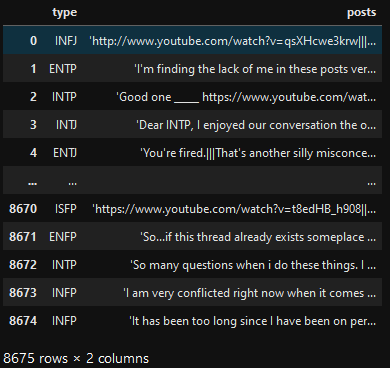 type posts
0 INFJ 'http://www.youtube.com/watch?v=qsXHcwe3krw|||...
1 ENTP 'I'm finding the lack of me in these posts ver...
2 INTP 'Good one _____ https://www.youtube.com/wat...
3 INTJ 'Dear INTP, I enjoyed our conversation the o...
4 ENTJ 'You're fired.|||That's another silly misconce...
... ... ...
8670 ISFP 'https://www.youtube.com/watch?v=t8edHB_h908||...
8671 ENFP 'So...if this thread already exists someplace ...
8672 INTP 'So many questions when i do these things. I ...
8673 INFP 'I am very conflicted right now when it comes ...
8674 INFP 'It has been too long since I have been on per...
8675 rows × 2 columns